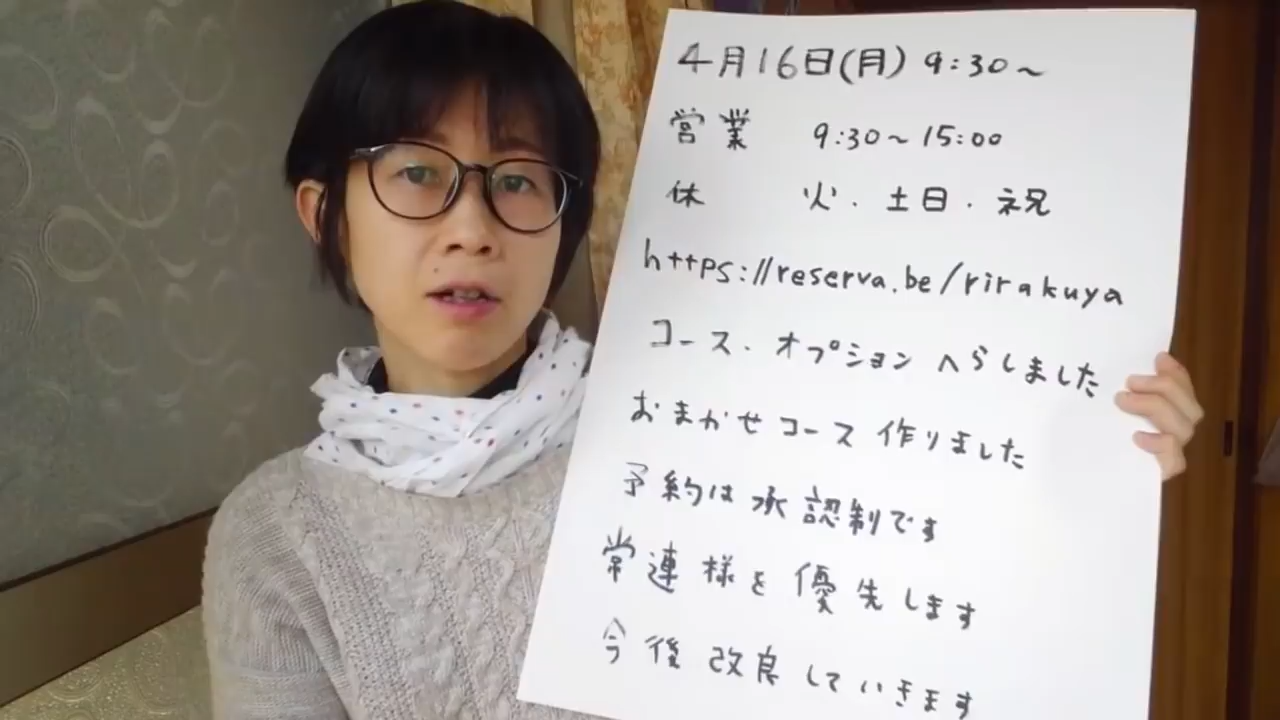 4月16日(月) 9:30~
営業 9:30~15:00
休 火・土日・祝
https://reserva.be/rirakuya
コース・オプションへらしました
おまかせコース作りました
予約は承認制です
常連様を優先します
今後改良していきます